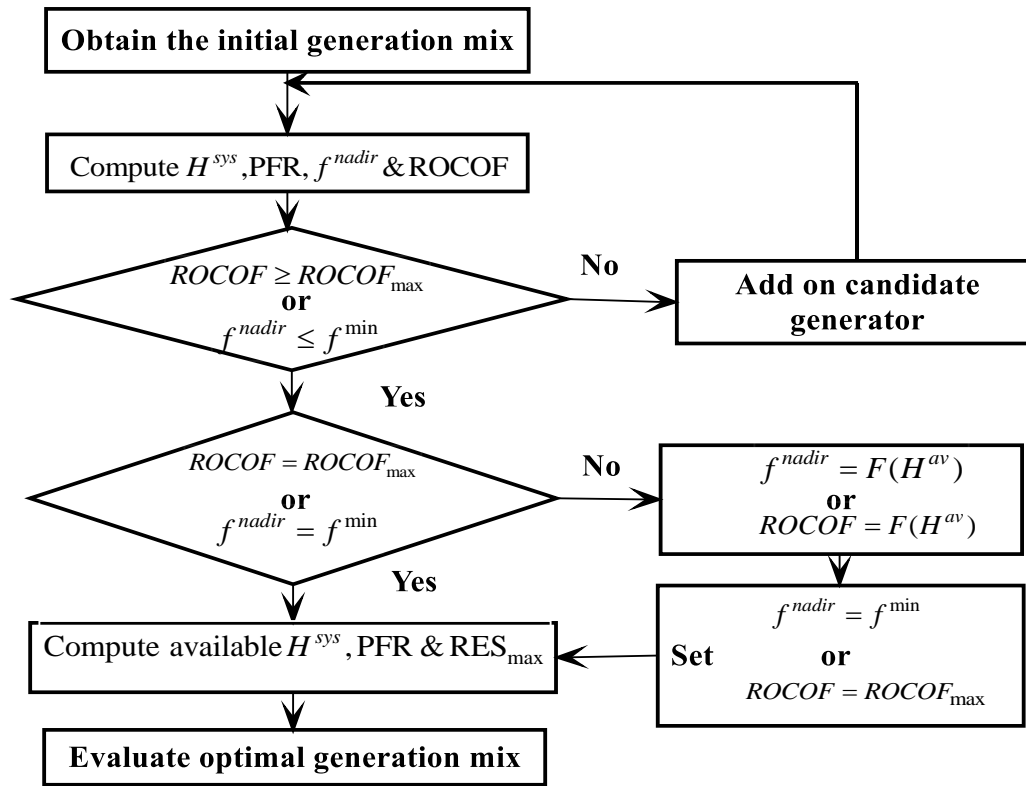 Obtain the initial generation mix
Compute H^sys, PFR, f^nadir & ROCOF
ROCOF ≥ ROCOF_max
or
f^nadir ≤ f^min
No
Add on candidate
generator
Yes
ROCOF = ROCOF_max
or
f^nadir = f^min
No
f^nadir = F(H^av)
or
ROCOF = F(H^av)
Yes
f^nadir = f^min
Set or
ROCOF = ROCOF_max
Compute available H^sys, PFR & RES_max
Evaluate optimal generation mix